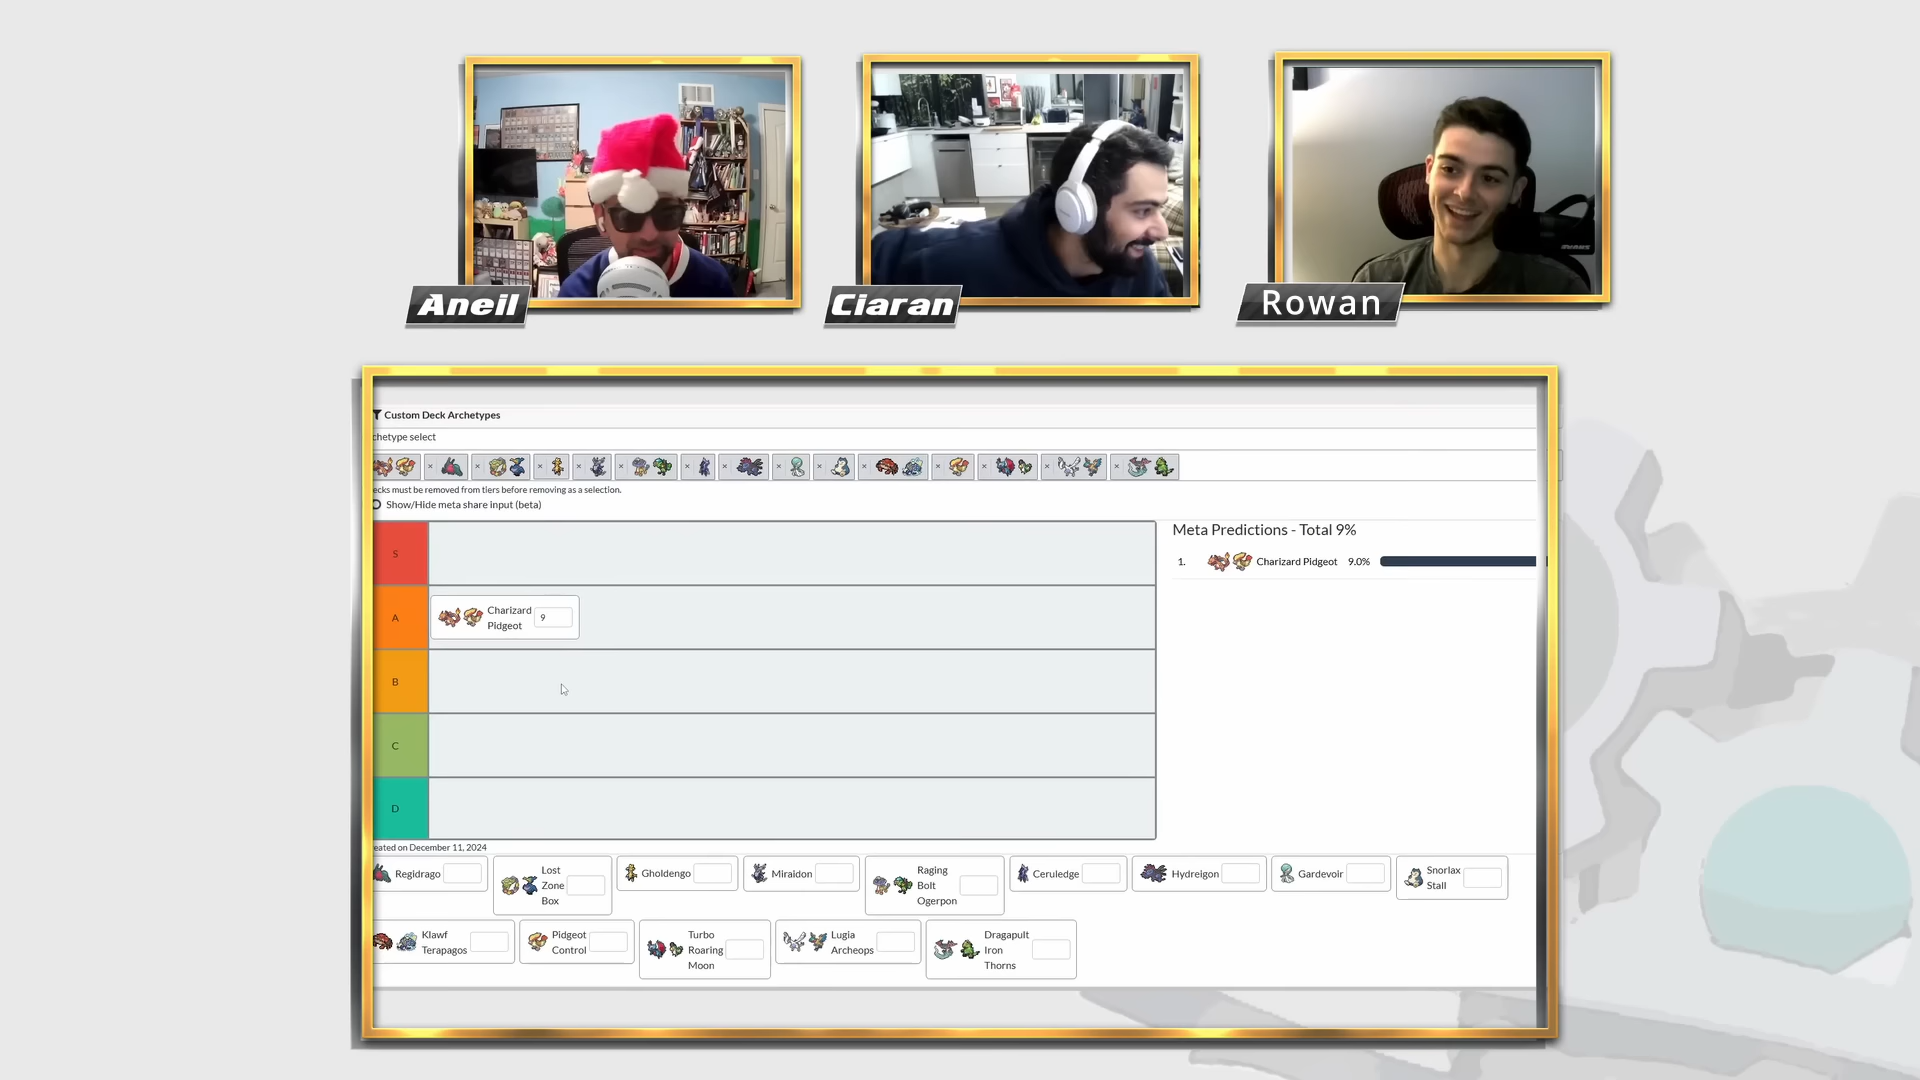 Aneil
Ciaran
Rowan
Custom Deck Archetypes
chetype select
ecks must be removed from tiers before removing as a selection.
Show/Hide meta share input (beta)
S
A
B
C
D
Charizard
Pidgeot
9
Meta Predictions - Total 9%
1. Charizard Pidgeot 9.0%
eated on December 11, 2024
Regidrago
Lost
Zone
Box
Gholdengo
Miraidon
Raging
Bolt
Ogerpon
Ceruledge
Hydreigon
Gardevoir
Snorlax
Stall
Klawf
Terapagos
Pidgeot
Control
Turbo
Roaring
Moon
Lugia
Archeops
Dragapult
Iron
Thorns